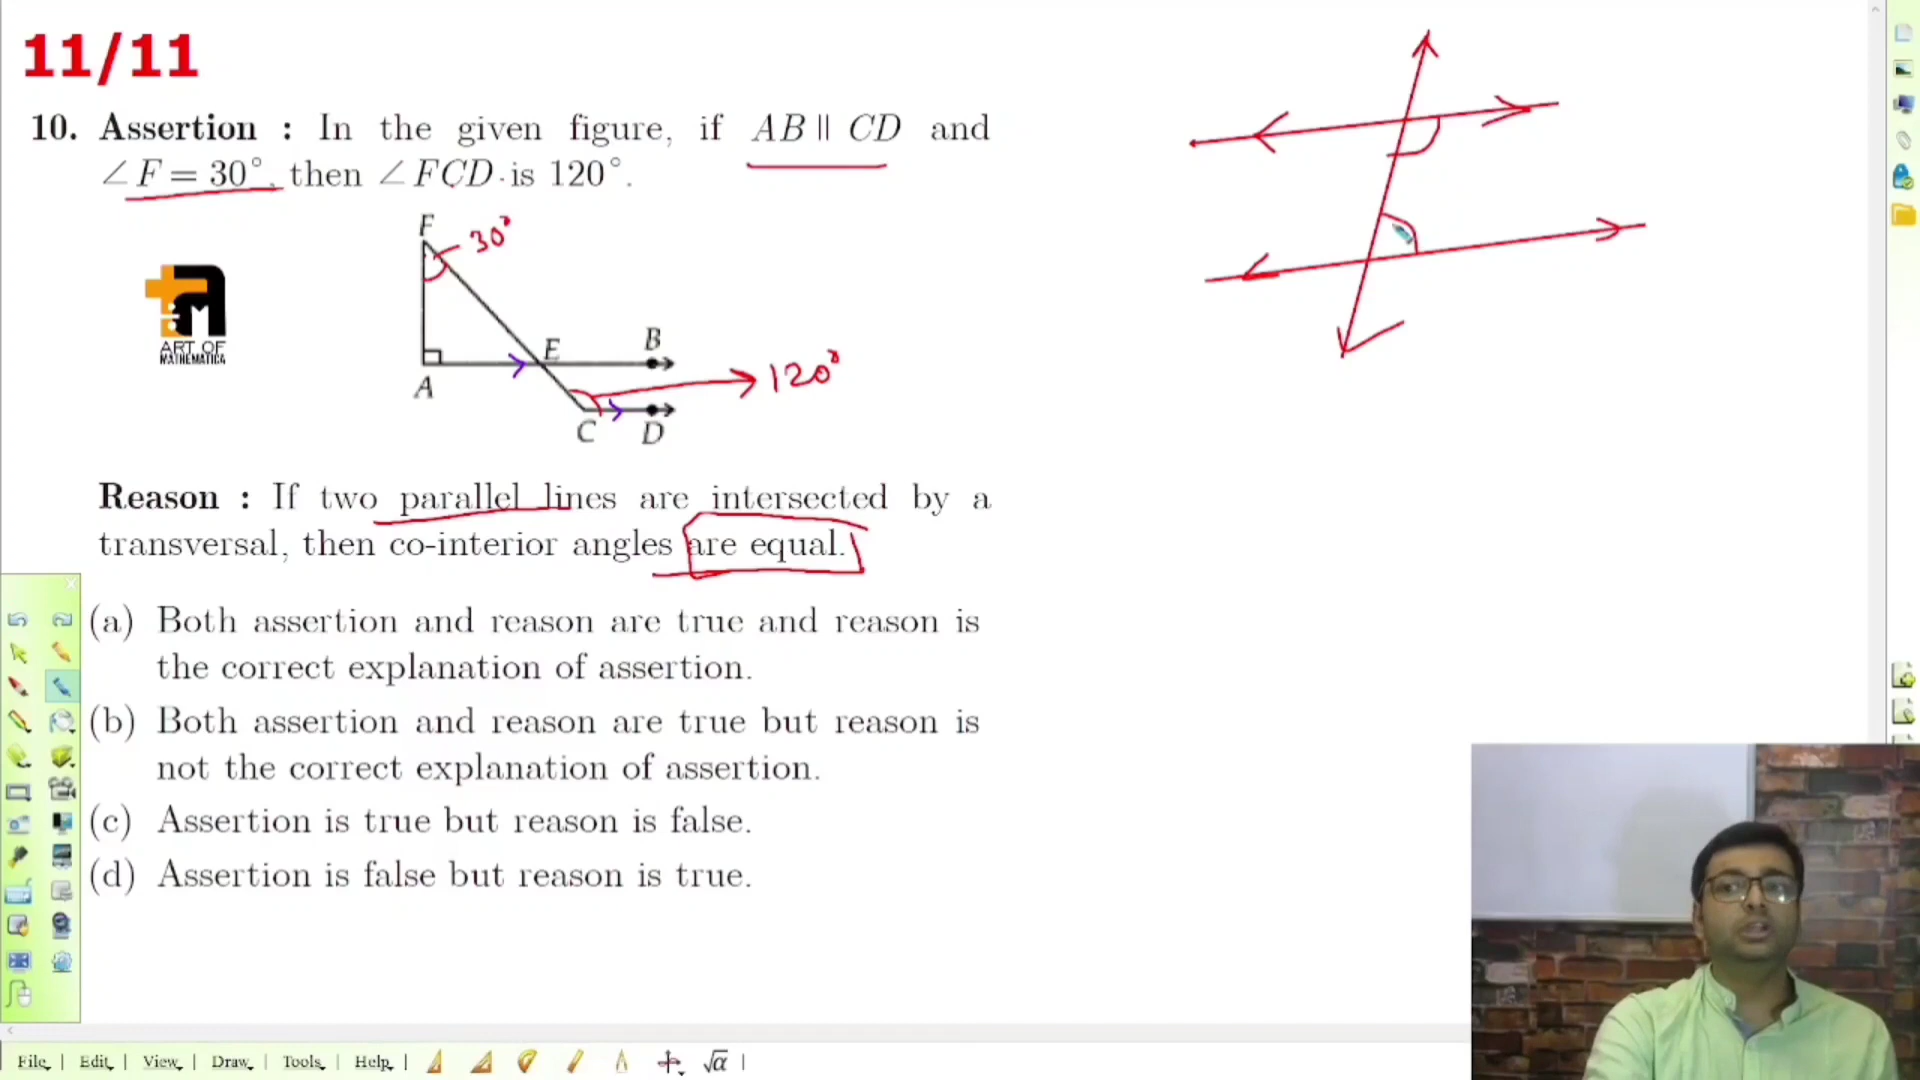 11/11
10. Assertion : In the given figure, if AB ∥ CD and
∠F = 30°, then ∠FCD is 120°.
F
30°
E
B
A
120°
C
D
ART OF
MATHEMATICA
Reason : If two parallel lines are intersected by a
transversal, then co-interior angles are equal.
(a) Both assertion and reason are true and reason is
the correct explanation of assertion.
(b) Both assertion and reason are true but reason is
not the correct explanation of assertion.
(c) Assertion is true but reason is false.
(d) Assertion is false but reason is true.
File | Edit | View | Draw | Tools | Help | √α |